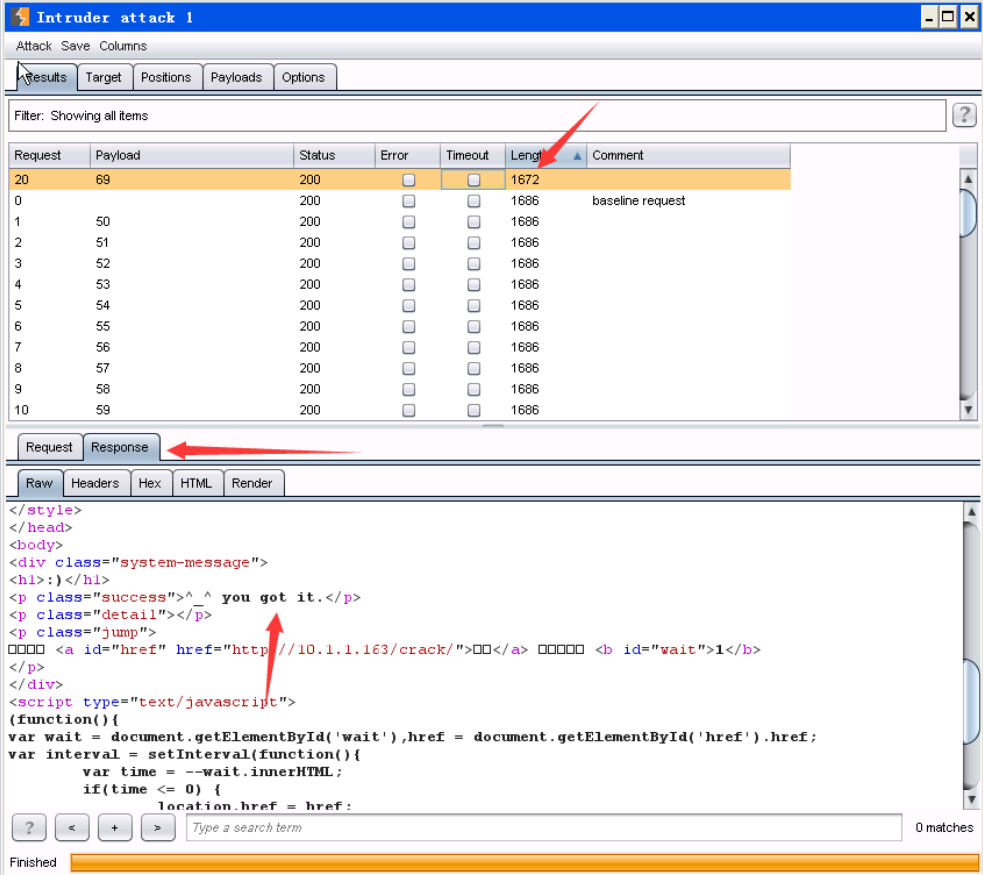 Intruder attack 1
Attack Save Columns
Results Target Positions Payloads Options
Filter: Showing all items ?
Request Payload Status Error Timeout Length Comment
20 69 200 1672
0 200 1686 baseline request
1 50 200 1686
2 51 200 1686
3 52 200 1686
4 53 200 1686
5 54 200 1686
6 55 200 1686
7 56 200 1686
8 57 200 1686
9 58 200 1686
10 59 200 1686
Request Response
Raw Headers Hex HTML Render
</style>
</head>
<body>
<div class="system-message">
<h1>:)</h1>
<p class="success">^_^ you got it.</p>
<p class="detail"></p>
<p class="jump">
□□□□ <a id="href" href="http://10.1.1.163/crack/">□□</a> □□□□□ <b id="wait">1</b>
</p>
</div>
<script type="text/javascript">
(function(){
var wait = document.getElementById('wait'),href = document.getElementById('href').href;
var interval = setInterval(function(){
var time = --wait.innerHTML;
if(time <= 0) {
location.href = href;
? < + > Type a search term 0 matches
Finished